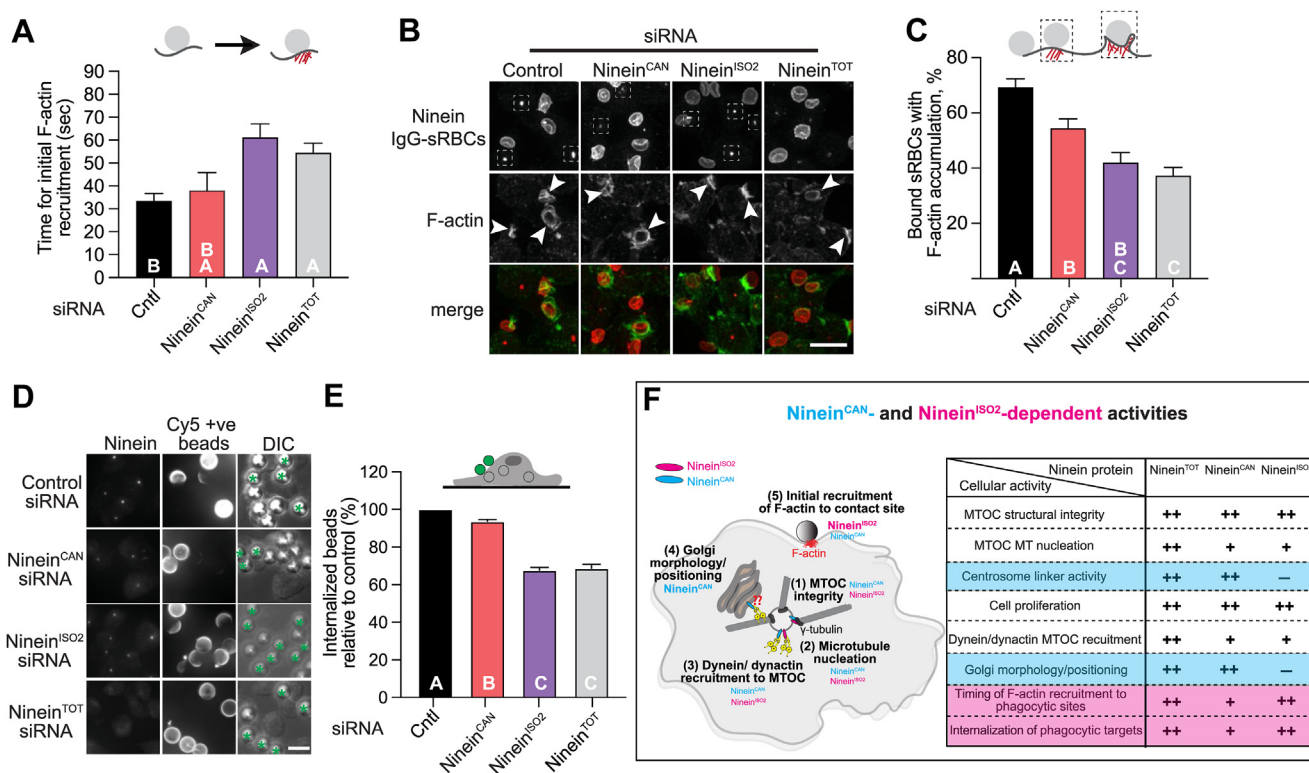 A
Time for initial F-actin
recruitment (sec)
90
80
70
60
50
40
30
20
10
0
B
B
A
A
A
siRNA
Cntl
Ninein^CAN
Ninein^ISO2
Ninein^TOT
B
siRNA
Control
Ninein^CAN
Ninein^ISO2
Ninein^TOT
Ninein
IgG-sRBCs
F-actin
merge
C
Bound sRBCs with
F-actin accumulation, %
80
60
40
20
A
B
B
C
C
siRNA
Cntl
Ninein^CAN
Ninein^ISO2
Ninein^TOT
D
Ninein
Cy5 +ve
beads
DIC
Control
siRNA
Ninein^CAN
siRNA
Ninein^ISO2
siRNA
Ninein^TOT
siRNA
E
Internalized beads
relative to control (%)
120
100
80
60
40
20
0
A
B
C
C
siRNA
Cntl
Ninein^CAN
Ninein^ISO2
Ninein^TOT
F
Ninein^CAN- and Ninein^ISO2-dependent activities
Ninein^ISO2
Ninein^CAN
(5) Initial recruitment
of F-actin to contact site
Ninein^ISO2
Ninein^CAN
F-actin
(4) Golgi
morphology/
positioning
Ninein^CAN
??
(1) MTOC
integrity
Ninein^CAN
Ninein^ISO2
γ-tubulin
(2) Microtubule
nucleation
Ninein^CAN
Ninein^ISO2
(3) Dynein/ dynactin
recruitment to MTOC
Ninein^CAN
Ninein^ISO2
Ninein protein
Cellular activity
Ninein^TOT Ninein^CAN Ninein^ISO
MTOC structural integrity ++ ++ ++
MTOC MT nucleation ++ + +
Centrosome linker activity ++ ++ —
Cell proliferation ++ ++ ++
Dynein/dynactin MTOC recuitment ++ + +
Golgi morphology/positioning ++ ++ —
Timing of F-actin recruitment to
phagocytic sites ++ + ++
Internalization of phagocytic targets ++ + ++